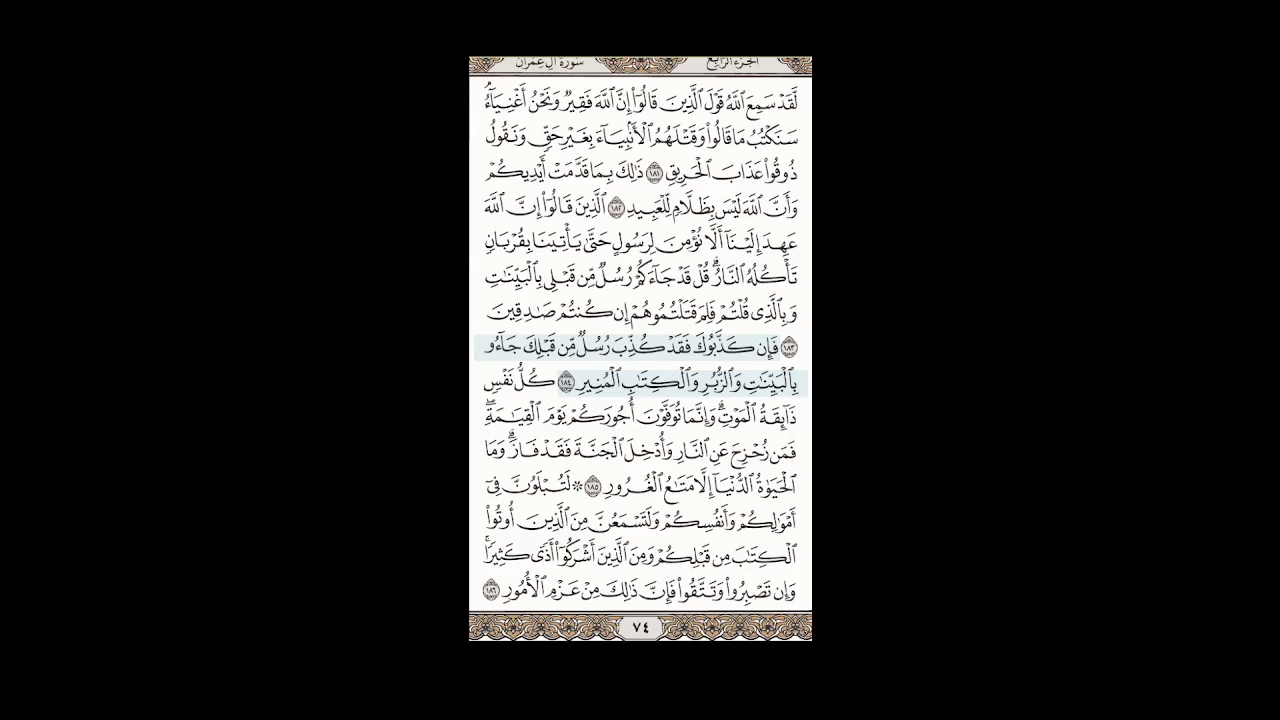 الجزء الرابع سورة آل عمران
لَّقَدْ سَمِعَ ٱللَّهُ قَوْلَ ٱلَّذِينَ قَالُوٓا۟ إِنَّ ٱللَّهَ فَقِيرٌ وَنَحْنُ أَغْنِيَآءُ ۘ
سَنَكْتُبُ مَا قَالُوا۟ وَقَتْلَهُمُ ٱلْأَنۢبِيَآءَ بِغَيْرِ حَقٍّ وَنَقُولُ
ذُوقُوا۟ عَذَابَ ٱلْحَرِيقِ ١٨١ ذَٰلِكَ بِمَا قَدَّمَتْ أَيْدِيكُمْ
وَأَنَّ ٱللَّهَ لَيْسَ بِظَلَّامٍ لِّلْعَبِيدِ ١٨٢ ٱلَّذِينَ قَالُوٓا۟ إِنَّ ٱللَّهَ
عَهِدَ إِلَيْنَآ أَلَّا نُؤْمِنَ لِرَسُولٍ حَتَّىٰ يَأْتِيَنَا بِقُرْبَانٍ
تَأْكُلُهُ ٱلنَّارُ ۗ قُلْ قَدْ جَآءَكُمْ رُسُلٌ مِّن قَبْلِى بِٱلْبَيِّنَٰتِ
وَبِٱلَّذِى قُلْتُمْ فَلِمَ قَتَلْتُمُوهُمْ إِن كُنتُمْ صَٰدِقِينَ
١٨٣ فَإِن كَذَّبُوكَ فَقَدْ كُذِّبَ رُسُلٌ مِّن قَبْلِكَ جَآءُو
بِٱلْبَيِّنَٰتِ وَٱلزُّبُرِ وَٱلْكِتَٰبِ ٱلْمُنِيرِ ١٨٤ كُلُّ نَفْسٍ
ذَآئِقَةُ ٱلْمَوْتِ ۗ وَإِنَّمَا تُوَفَّوْنَ أُجُورَكُمْ يَوْمَ ٱلْقِيَٰمَةِ ۖ
فَمَن زُحْزِحَ عَنِ ٱلنَّارِ وَأُدْخِلَ ٱلْجَنَّةَ فَقَدْ فَازَ ۗ وَمَا
ٱلْحَيَوٰةُ ٱلدُّنْيَآ إِلَّا مَتَٰعُ ٱلْغُرُورِ ١٨٥ ۞ لَتُبْلَوُنَّ فِىٓ
أَمْوَٰلِكُمْ وَأَنفُسِكُمْ وَلَتَسْمَعُنَّ مِنَ ٱلَّذِينَ أُوتُوا۟
ٱلْكِتَٰبَ مِن قَبْلِكُمْ وَمِنَ ٱلَّذِينَ أَشْرَكُوٓا۟ أَذًى كَثِيرًا ۚ
وَإِن تَصْبِرُوا۟ وَتَتَّقُوا۟ فَإِنَّ ذَٰلِكَ مِنْ عَزْمِ ٱلْأُمُورِ ١٨٦
٧٤